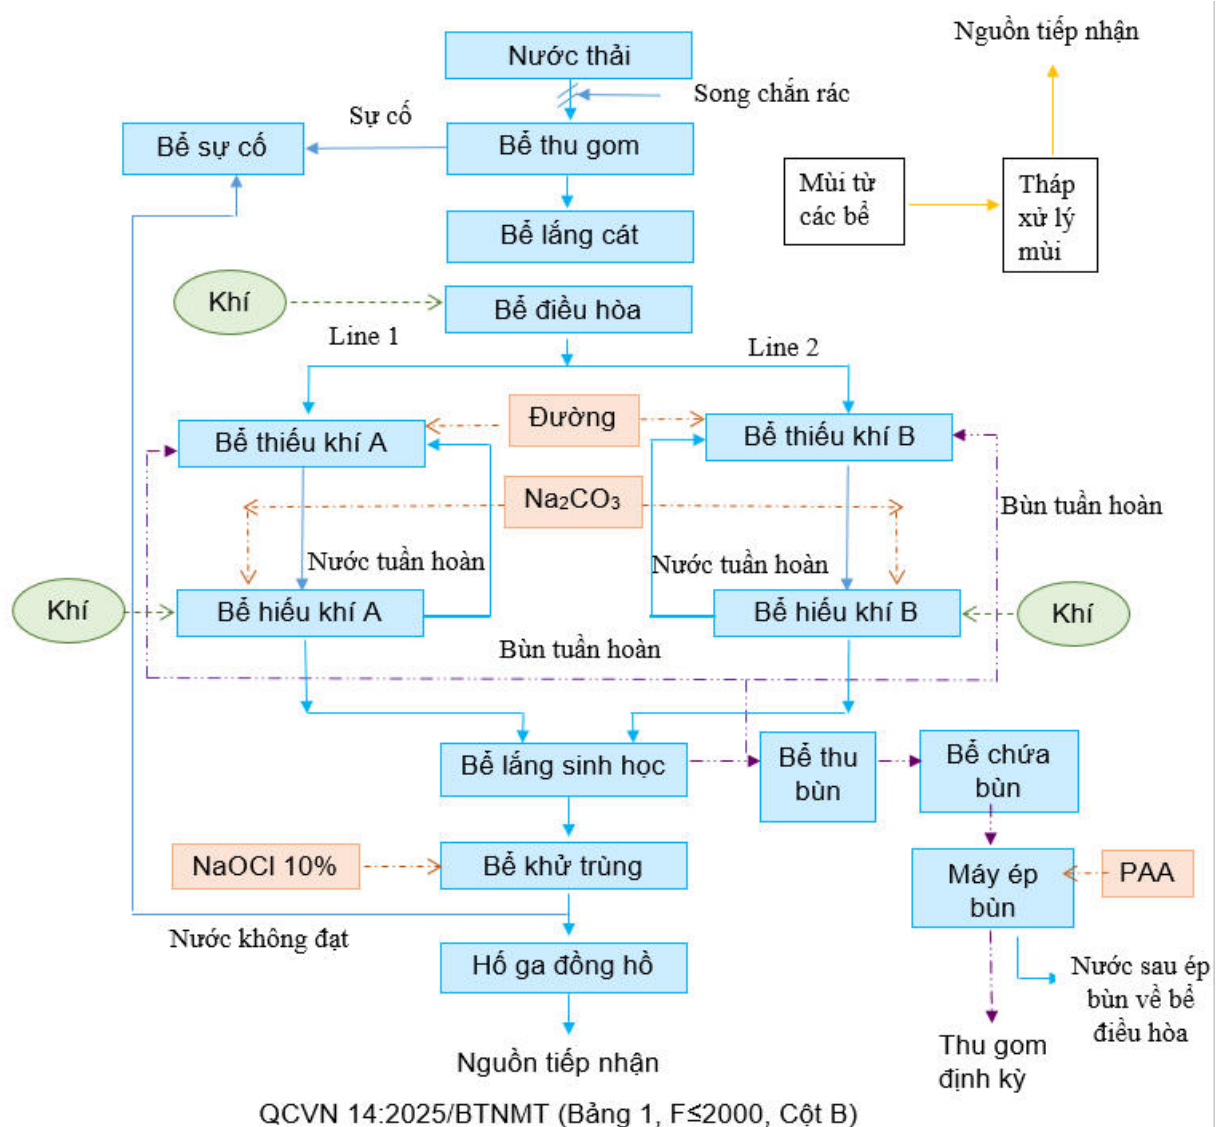 Nguồn tiếp nhận
Nước thải
Song chắn rác
Sự cố
Bể sự cố
Bể thu gom
Mùi từ
các bể
Tháp
xử lý
mùi
Bể lắng cát
Khí
Bể điều hòa
Line 1
Line 2
Đường
Bể thiếu khí A
Bể thiếu khí B
Na₂CO₃
Bùn tuần hoàn
Nước tuần hoàn
Nước tuần hoàn
Khí
Bể hiếu khí A
Bể hiếu khí B
Khí
Bùn tuần hoàn
Bể lắng sinh học
Bể thu
bùn
Bể chứa
bùn
NaOCl 10%
Bể khử trùng
Máy ép
bùn
PAA
Nước không đạt
Hố ga đồng hồ
Nước sau ép
bùn về bể
điều hòa
Thu gom
định kỳ
Nguồn tiếp nhận
QCVN 14:2025/BTNMT (Bảng 1, F≤2000, Cột B)